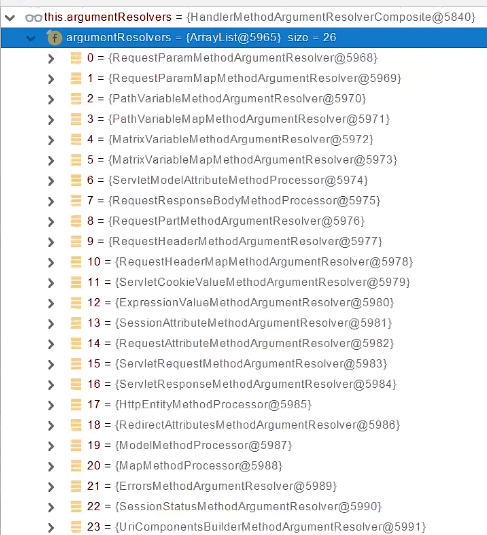 this.argumentResolvers = {HandlerMethodArgumentResolverComposite@5840}
f argumentResolvers = {ArrayList@5965} size = 26
0 = {RequestParamMethodArgumentResolver@5968}
1 = {RequestParamMapMethodArgumentResolver@5969}
2 = {PathVariableMethodArgumentResolver@5970}
3 = {PathVariableMapMethodArgumentResolver@5971}
4 = {MatrixVariableMethodArgumentResolver@5972}
5 = {MatrixVariableMapMethodArgumentResolver@5973}
6 = {ServletModelAttributeMethodProcessor@5974}
7 = {RequestResponseBodyMethodProcessor@5975}
8 = {RequestPartMethodArgumentResolver@5976}
9 = {RequestHeaderMethodArgumentResolver@5977}
10 = {RequestHeaderMapMethodArgumentResolver@5978}
11 = {ServletCookieValueMethodArgumentResolver@5979}
12 = {ExpressionValueMethodArgumentResolver@5980}
13 = {SessionAttributeMethodArgumentResolver@5981}
14 = {RequestAttributeMethodArgumentResolver@5982}
15 = {ServletRequestMethodArgumentResolver@5983}
16 = {ServletResponseMethodArgumentResolver@5984}
17 = {HttpEntityMethodProcessor@5985}
18 = {RedirectAttributesMethodArgumentResolver@5986}
19 = {ModelMethodProcessor@5987}
20 = {MapMethodProcessor@5988}
21 = {ErrorsMethodArgumentResolver@5989}
22 = {SessionStatusMethodArgumentResolver@5990}
23 = {UriComponentsBuilderMethodArgumentResolver@5991}